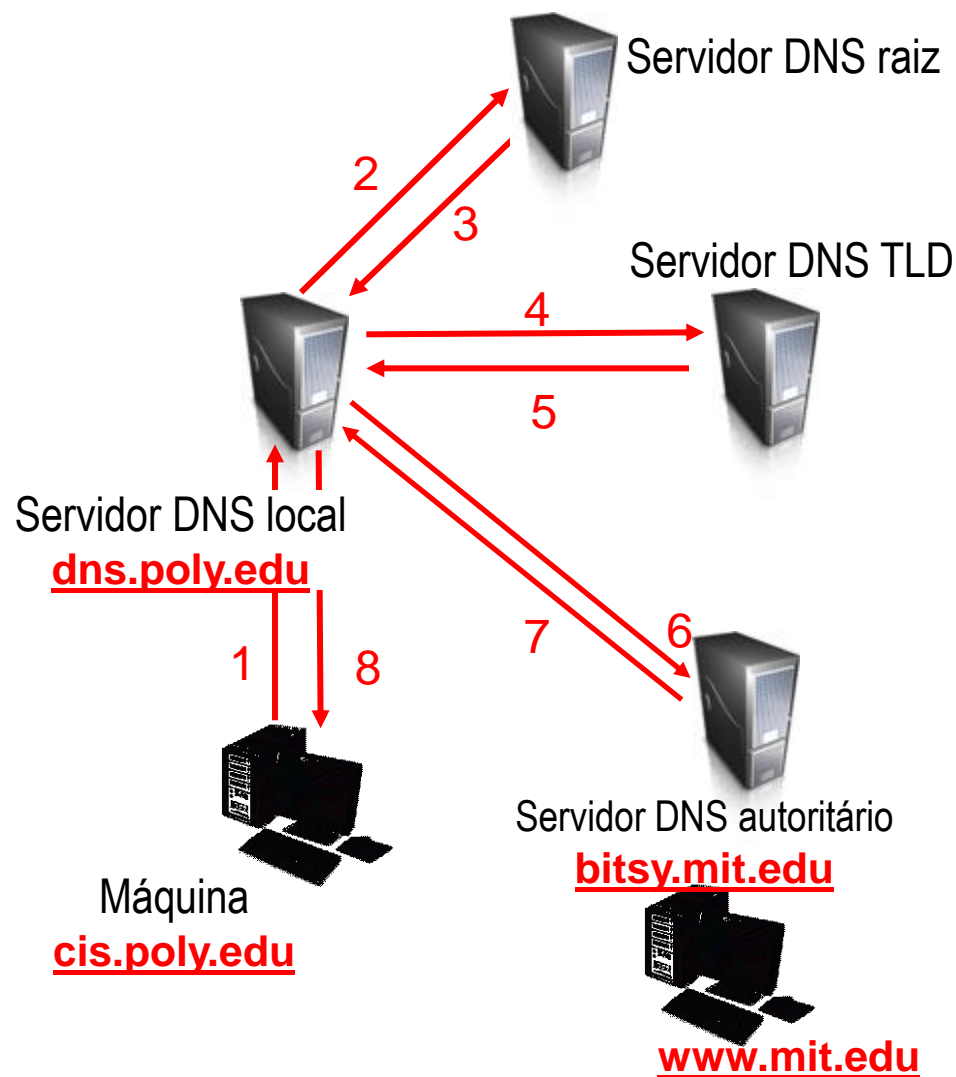 Servidor DNS raiz
2
3
Servidor DNS TLD
4
5
Servidor DNS local
dns.poly.edu
7
6
1
8
Servidor DNS autoritário
bitsy.mit.edu
Máquina
cis.poly.edu
www.mit.edu